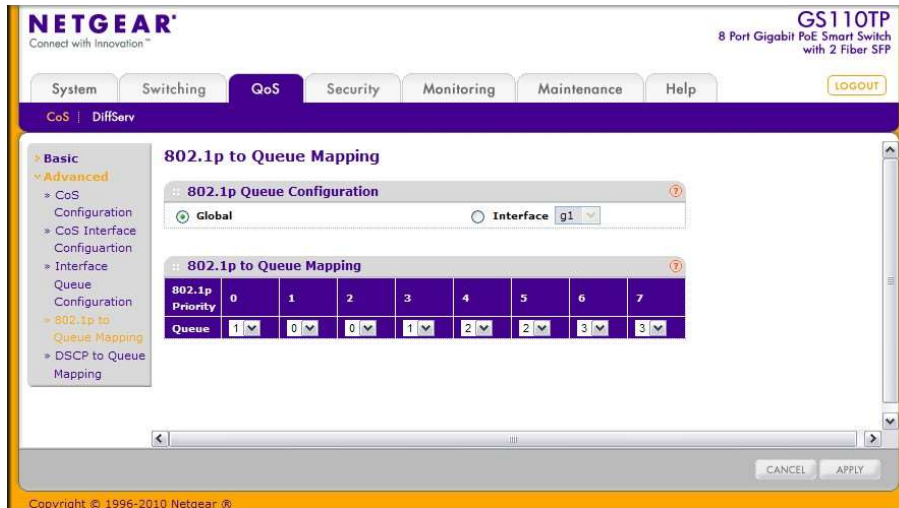 NETGEAR®
Connect with Innovation™
GS110TP
8 Port Gigabit PoE Smart Switch
with 2 Fiber SFP
System Switching QoS Security Monitoring Maintenance Help LOGOUT
CoS | DiffServ
Basic
Advanced
» CoS
Configuration
» CoS Interface
Configuartion
» Interface
Queue
Configuration
» 802.1p to
Queue Mapping
» DSCP to Queue
Mapping
802.1p to Queue Mapping
802.1p Queue Configuration ?
Global Interface g1
802.1p to Queue Mapping ?
802.1p
Priority 0 1 2 3 4 5 6 7
Queue 1 0 0 1 2 2 3 3
CANCEL APPLY
Copyright © 1996-2010 Netgear ®